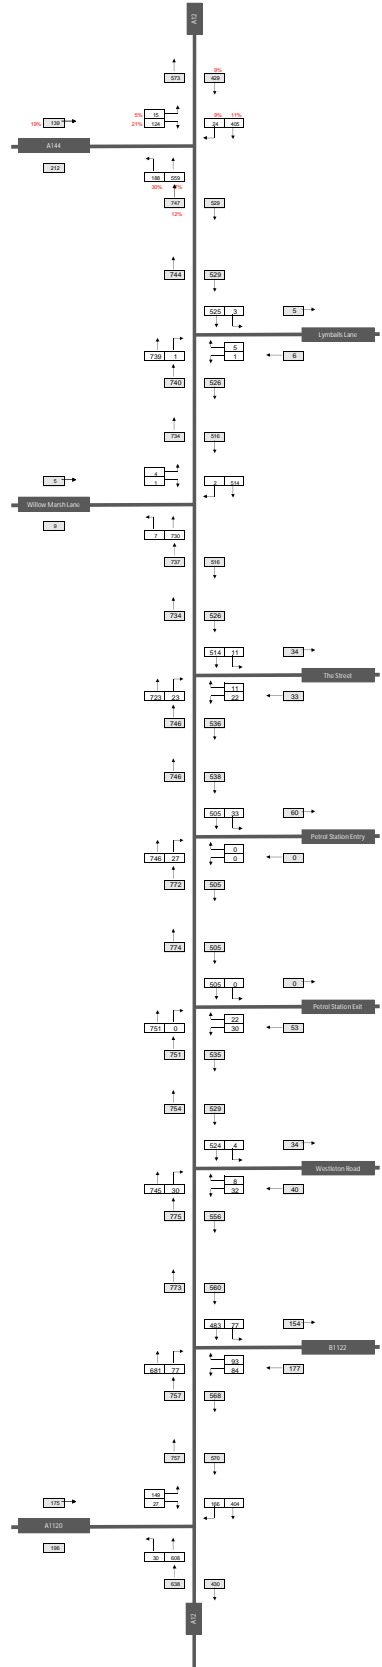 A12
573 9% 429
5% 15
19% 139 21% 124
9% 11%
24 405
A144
212
188 559
30% 7%
747 529
12%
744 529
525 3 5
Lymballs Lane
5
739 1 1 6
740 526
734 516
4
5 1 2 514
Willow Marsh Lane
9 7 730
737 516
734 526
514 11 34
The Street
11
723 23 22 33
746 536
746 538
505 33 60
Petrol Station Entry
0
746 27 0 0
772 505
774 505
505 0 0
Petrol Station Exit
22
751 0 30 53
751 535
754 529
524 4 34
Westleton Road
8
745 30 32 40
775 556
773 560
483 77 154
B1122
93
681 77 84 177
757 568
757 570
149
175 27 166 404
A1120
196 30 608
638 430
A12